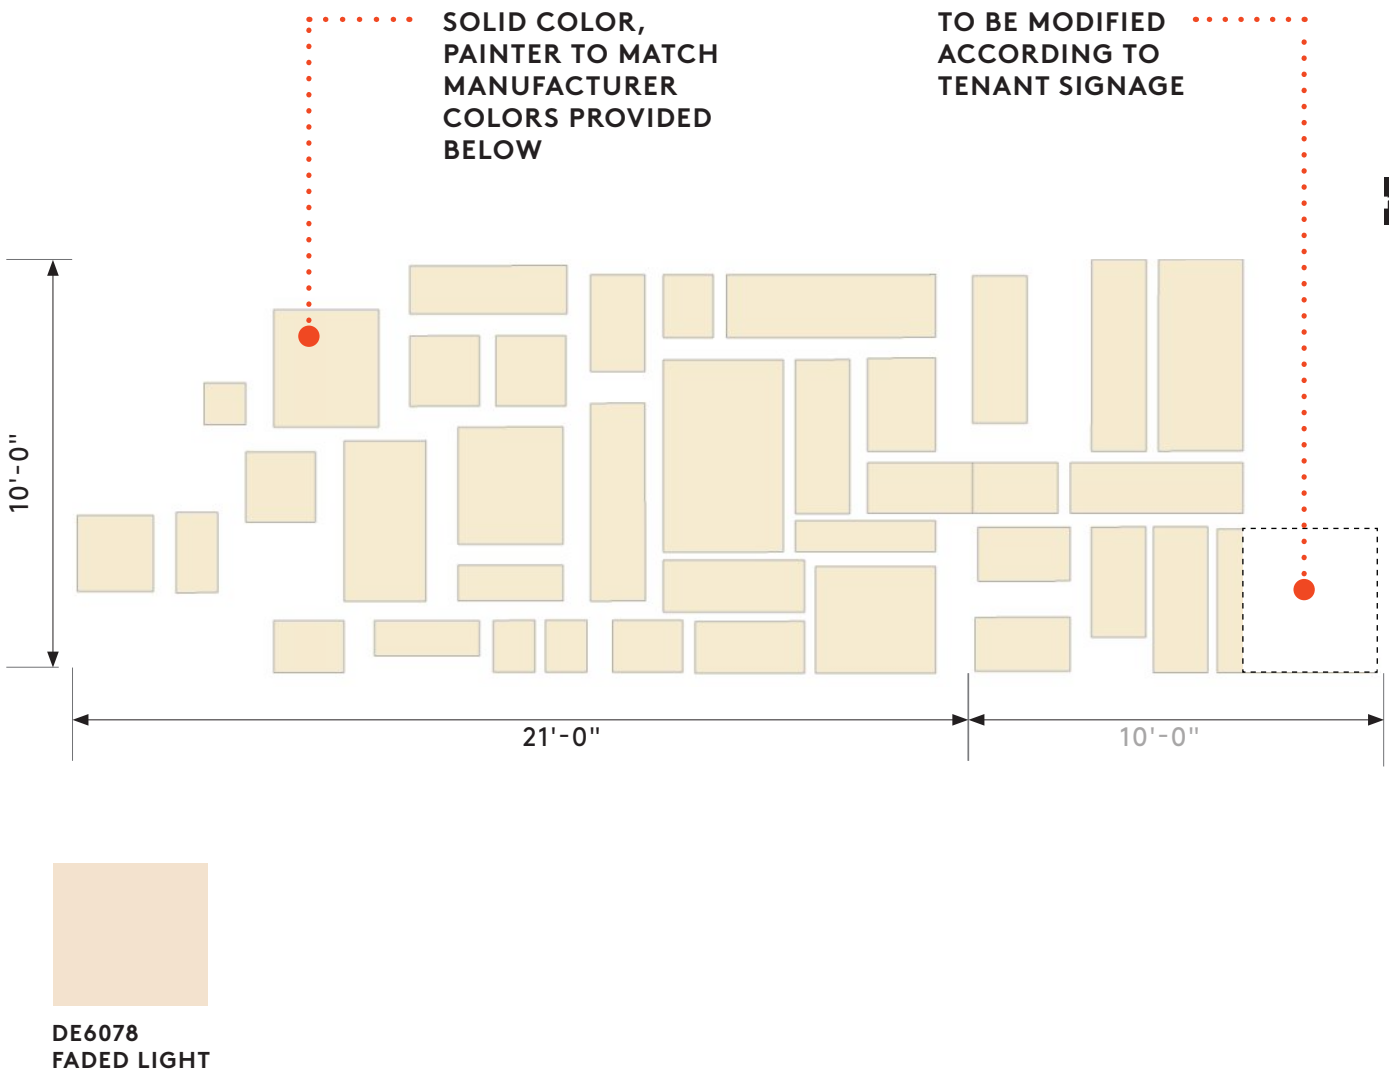 SOLID COLOR,
PAINTER TO MATCH
MANUFACTURER
COLORS PROVIDED
BELOW
TO BE MODIFIED
ACCORDING TO
TENANT SIGNAGE
10'-0"
21'-0"
10'-0"
DE6078
FADED LIGHT